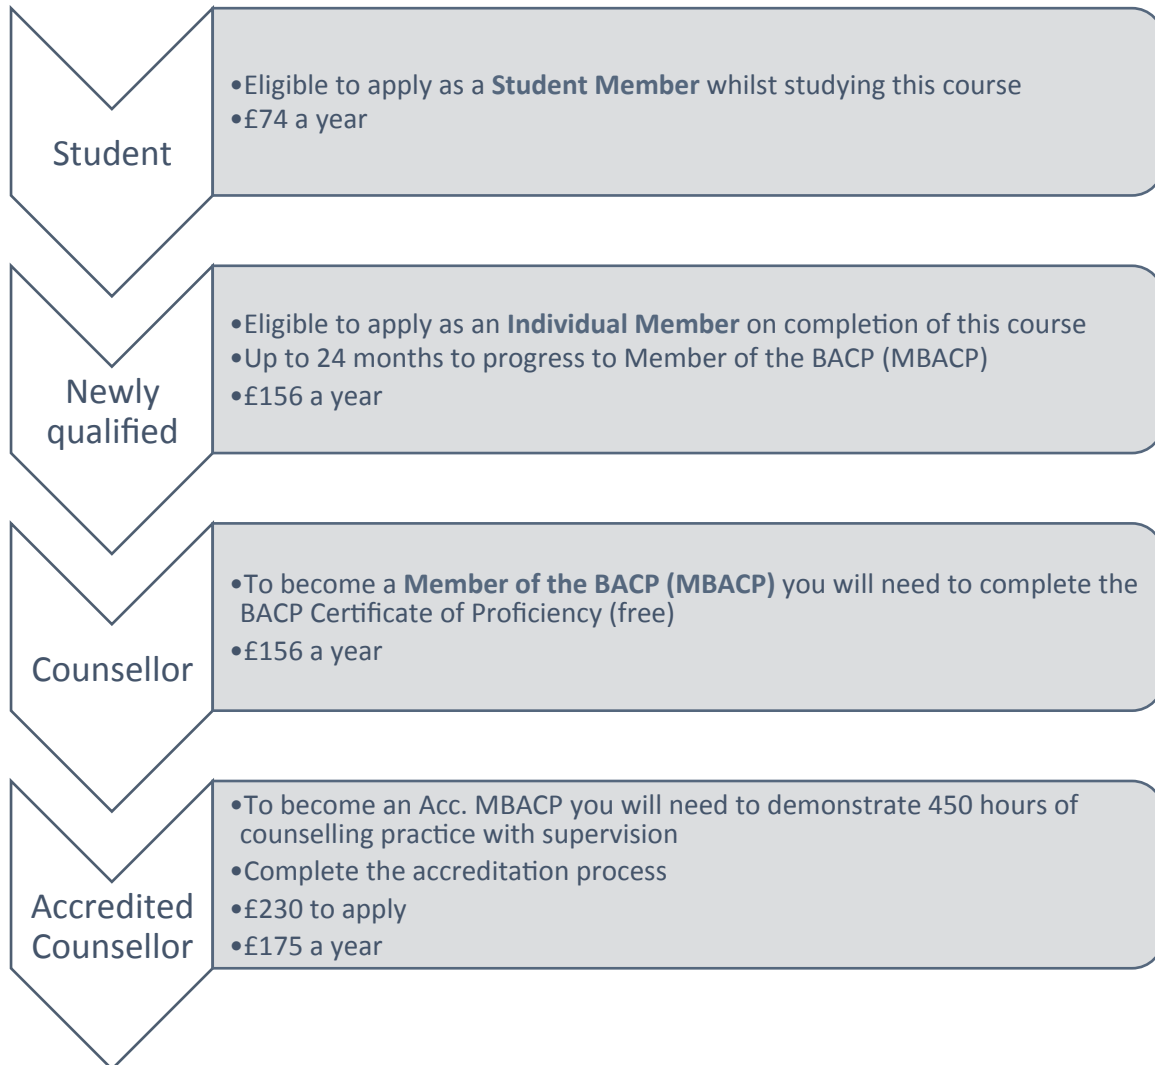 Student
•Eligible to apply as a Student Member whilst studying this course
•£74 a year
Newly
qualified
•Eligible to apply as an Individual Member on completion of this course
•Up to 24 months to progress to Member of the BACP (MBACP)
•£156 a year
Counsellor
•To become a Member of the BACP (MBACP) you will need to complete the
BACP Certificate of Proficiency (free)
•£156 a year
Accredited
Counsellor
•To become an Acc. MBACP you will need to demonstrate 450 hours of
counselling practice with supervision
•Complete the accreditation process
•£230 to apply
•£175 a year